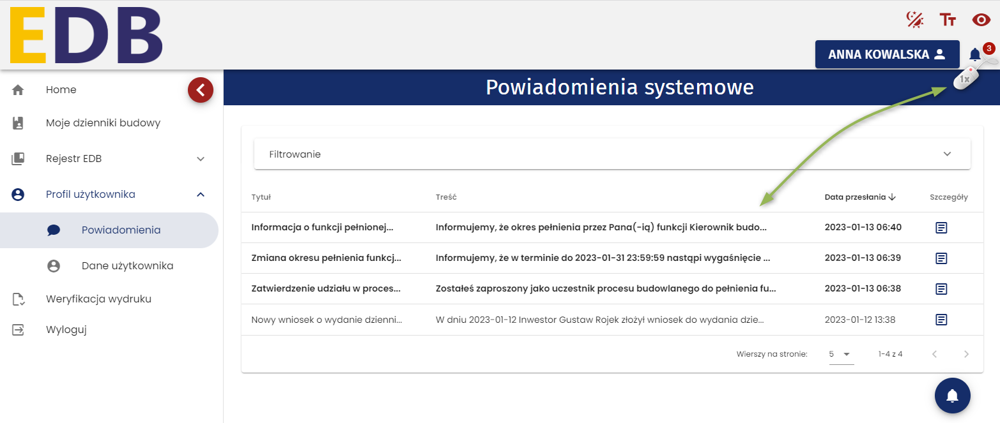 EDB
ANNA KOWALSKA
3
1x
Home
Moje dzienniki budowy
Rejestr EDB
Profil użytkownika
Powiadomienia
Dane użytkownika
Weryfikacja wydruku
Wyloguj
Powiadomienia systemowe
Filtrowanie
Tytuł Treść Data przesłania Szczegóły
Informacja o funkcji pełnionej... Informujemy, że okres pełnienia przez Pana(-ią) funkcji Kierownik budo... 2023-01-13 06:40
Zmiana okresu pełnienia funkcj... Informujemy, że w terminie do 2023-01-31 23:59:59 nastąpi wygaśnięcie ... 2023-01-13 06:39
Zatwierdzenie udziału w proces... Zostałeś zaproszony jako uczestnik procesu budowlanego do pełnienia fu... 2023-01-13 06:38
Nowy wniosek o wydanie dzienni... W dniu 2023-01-12 Inwestor Gustaw Rojek złożył wniosek do wydania dzie... 2023-01-12 13:38
Wierszy na stronie: 5 1-4 z 4